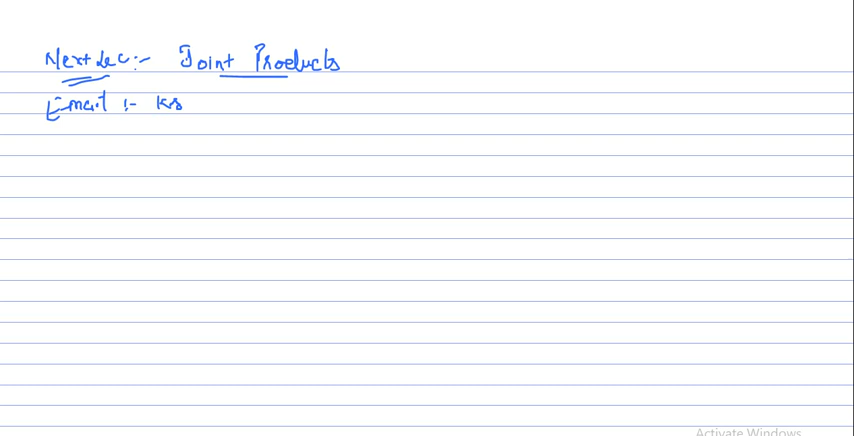 Next Lec :- Joint Products
Email :- ks
Activate Windows